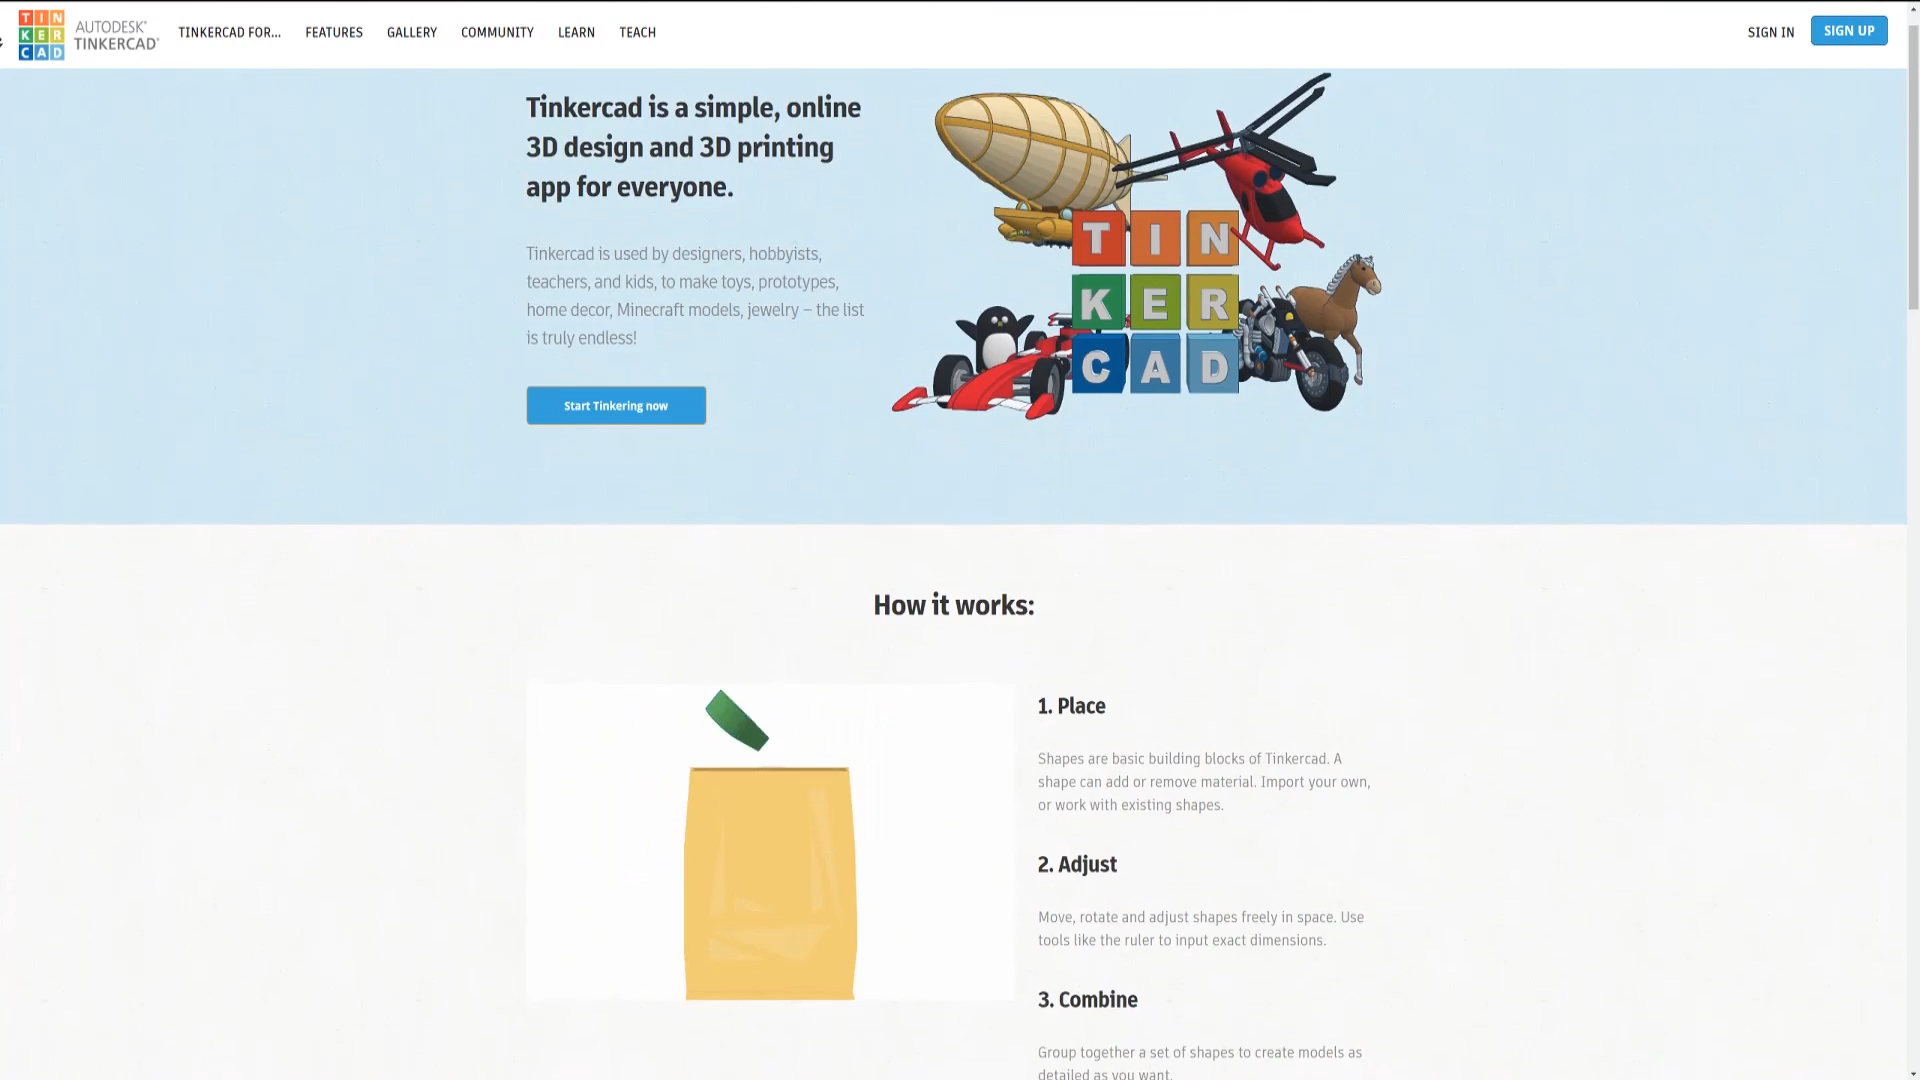 TIN
KER
CAD
AUTODESK®
TINKERCAD®
TINKERCAD FOR... FEATURES GALLERY COMMUNITY LEARN TEACH
SIGN IN SIGN UP
Tinkercad is a simple, online
3D design and 3D printing
app for everyone.
Tinkercad is used by designers, hobbyists,
teachers, and kids, to make toys, prototypes,
home decor, Minecraft models, jewelry – the list
is truly endless!
Start Tinkering now
TIN
KER
CAD
How it works:
1. Place
Shapes are basic building blocks of Tinkercad. A
shape can add or remove material. Import your own,
or work with existing shapes.
2. Adjust
Move, rotate and adjust shapes freely in space. Use
tools like the ruler to input exact dimensions.
3. Combine
Group together a set of shapes to create models as
detailed as you want.